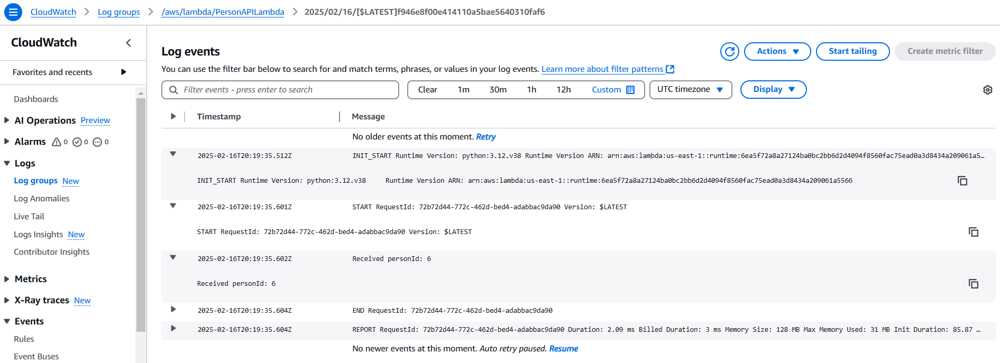 CloudWatch > Log groups > /aws/lambda/PersonAPILambda > 2025/02/16/[$LATEST]f946e8f00e414110a5bae5640310faf6
CloudWatch
Favorites and recents
Dashboards
AI Operations Preview
Alarms 0 0 0
Logs
Log groups New
Log Anomalies
Live Tail
Logs Insights New
Contributor Insights
Metrics
X-Ray traces New
Events
Rules
Event Buses
Log events
Actions
Start tailing
Create metric filter
You can use the filter bar below to search for and match terms, phrases, or values in your log events. Learn more about filter patterns
Filter events - press enter to search
Clear 1m 30m 1h 12h Custom
UTC timezone
Display
Timestamp Message
No older events at this moment. Retry
2025-02-16T20:19:35.512Z INIT_START Runtime Version: python:3.12.v38 Runtime Version ARN: arn:aws:lambda:us-east-1::runtime:6ea5f72a8a27124ba0bc2bb6d2d4094f8560fac75ead0a3d8434a209061a5…
INIT_START Runtime Version: python:3.12.v38 Runtime Version ARN: arn:aws:lambda:us-east-1::runtime:6ea5f72a8a27124ba0bc2bb6d2d4094f8560fac75ead0a3d8434a209061a5566
2025-02-16T20:19:35.601Z START RequestId: 72b72d44-772c-462d-bed4-adabbac9da90 Version: $LATEST
START RequestId: 72b72d44-772c-462d-bed4-adabbac9da90 Version: $LATEST
2025-02-16T20:19:35.602Z Received personId: 6
Received personId: 6
2025-02-16T20:19:35.604Z END RequestId: 72b72d44-772c-462d-bed4-adabbac9da90
2025-02-16T20:19:35.604Z REPORT RequestId: 72b72d44-772c-462d-bed4-adabbac9da90 Duration: 2.09 ms Billed Duration: 3 ms Memory Size: 128 MB Max Memory Used: 31 MB Init Duration: 85.87 …
No newer events at this moment. Auto retry paused. Resume